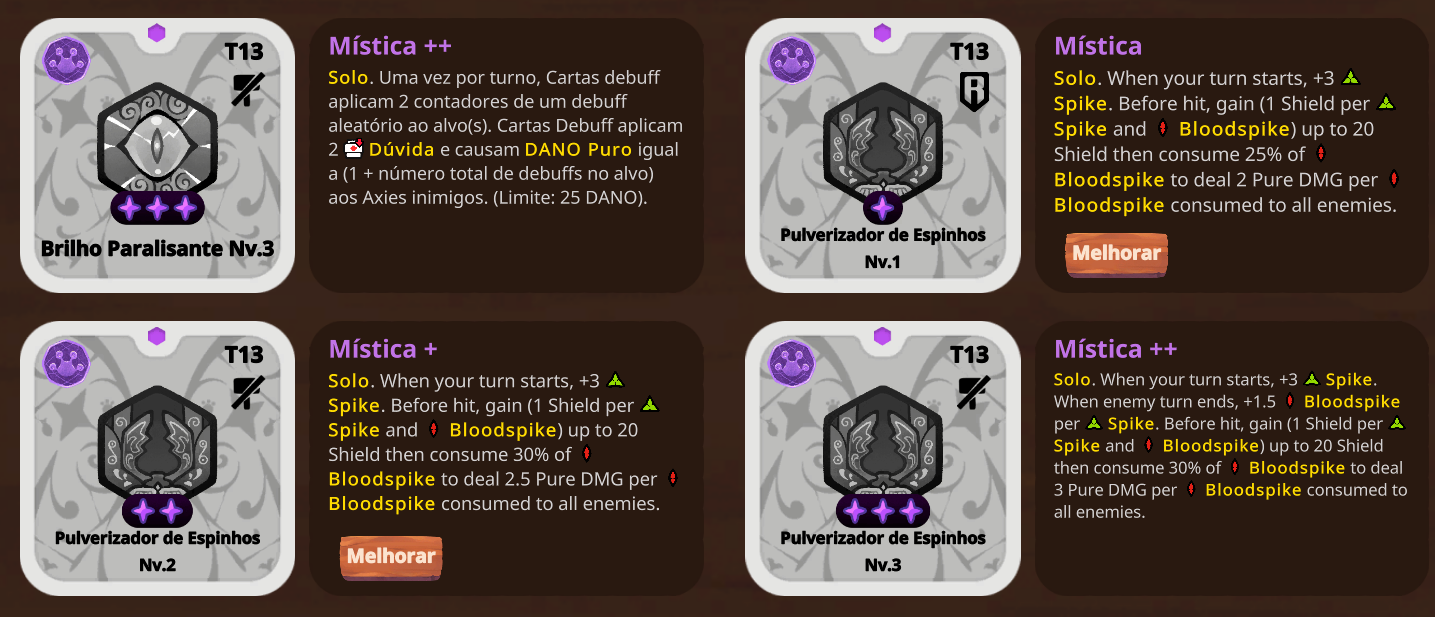 T13
Brilho Paralisante Nv.3
Mística ++
Solo. Uma vez por turno, Cartas debuff
aplicam 2 contadores de um debuff
aleatório ao alvo(s). Cartas Debuff aplicam
2 Dúvida e causam DANO Puro igual
a (1 + número total de debuffs no alvo)
aos Axies inimigos. (Limite: 25 DANO).
T13
R
Pulverizador de Espinhos
Nv.1
Mística
Solo. When your turn starts, +3
Spike. Before hit, gain (1 Shield per
Spike and Bloodspike) up to 20
Shield then consume 25% of
Bloodspike to deal 2 Pure DMG per
Bloodspike consumed to all enemies.
Melhorar
T13
Pulverizador de Espinhos
Nv.2
Mística +
Solo. When your turn starts, +3
Spike. Before hit, gain (1 Shield per
Spike and Bloodspike) up to 20
Shield then consume 30% of
Bloodspike to deal 2.5 Pure DMG per
Bloodspike consumed to all enemies.
Melhorar
T13
Pulverizador de Espinhos
Nv.3
Mística ++
Solo. When your turn starts, +3 Spike.
When enemy turn ends, +1.5 Bloodspike
per Spike. Before hit, gain (1 Shield per
Spike and Bloodspike) up to 20 Shield
then consume 30% of Bloodspike to deal
3 Pure DMG per Bloodspike consumed to
all enemies.